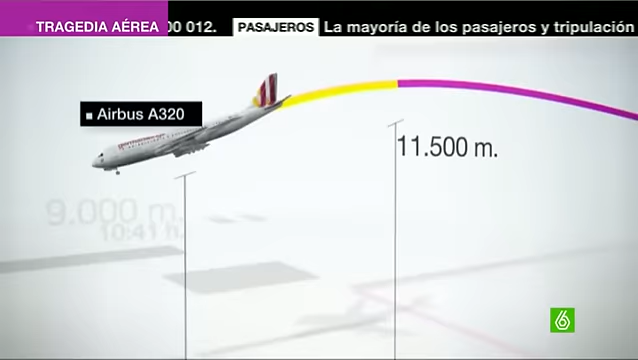 TRAGEDIA AÉREA
00 012. PASAJEROS La mayoría de los pasajeros y tripulación
Airbus A320
germanwings
11.500 m.
9.000 m.
10:41 h.
6